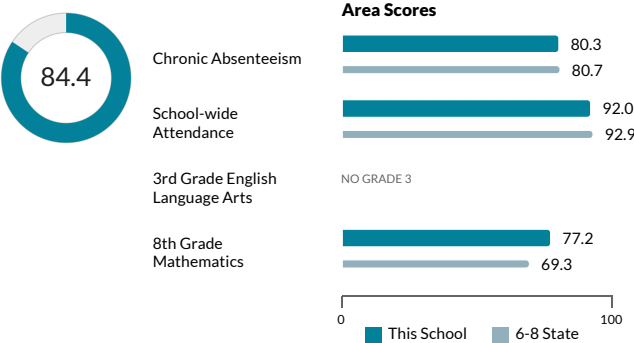 Area Scores
84.4
Chronic Absenteeism
80.3
80.7
School-wide
Attendance
92.0
92.9
3rd Grade English
Language Arts
NO GRADE 3
8th Grade
Mathematics
77.2
69.3
0
100
This School
6-8 State